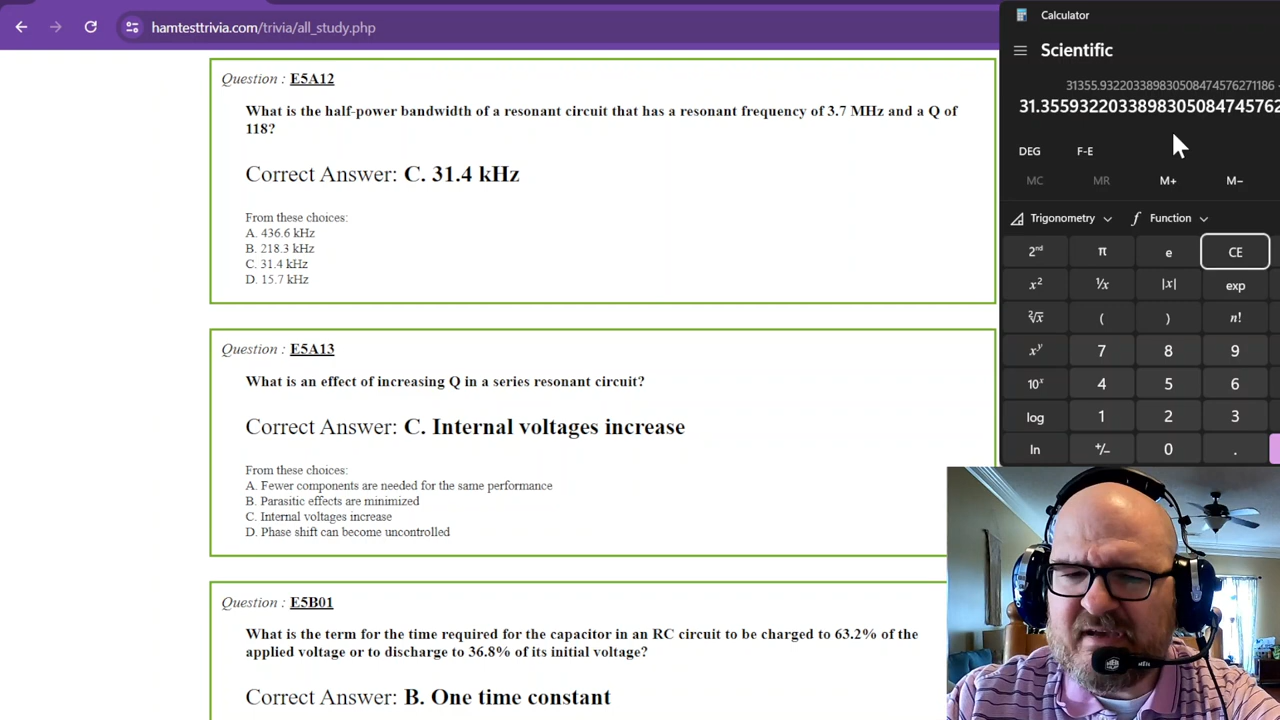 hamtesttrivia.com/trivia/all_study.php
Question : E5A12
What is the half-power bandwidth of a resonant circuit that has a resonant frequency of 3.7 MHz and a Q of
118?
Correct Answer: C. 31.4 kHz
From these choices:
A. 436.6 kHz
B. 218.3 kHz
C. 31.4 kHz
D. 15.7 kHz
Question : E5A13
What is an effect of increasing Q in a series resonant circuit?
Correct Answer: C. Internal voltages increase
From these choices:
A. Fewer components are needed for the same performance
B. Parasitic effects are minimized
C. Internal voltages increase
D. Phase shift can become uncontrolled
Question : E5B01
What is the term for the time required for the capacitor in an RC circuit to be charged to 63.2% of the
applied voltage or to discharge to 36.8% of its initial voltage?
Correct Answer: B. One time constant
Calculator
Scientific
31355.932203389830508474576271186
31.3559322033898305084745762
DEG F-E
MC MR M+ M−
Trigonometry Function
2ⁿᵈ π e CE
x² ¹/x |x| exp
²√x ( ) n!
xʸ 7 8 9
10ˣ 4 5 6
log 1 2 3
ln +/− 0 .